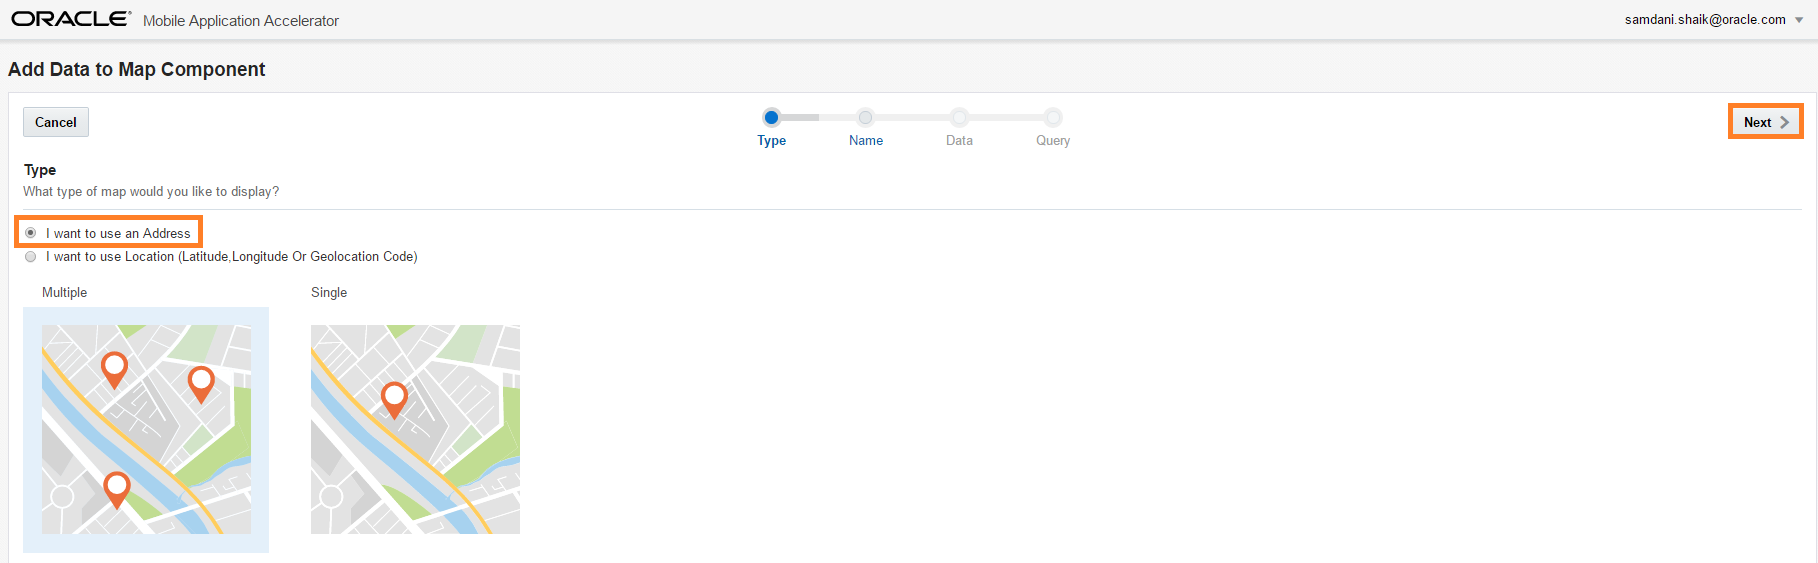 ORACLE® Mobile Application Accelerator
samdani.shaik@oracle.com
Add Data to Map Component
Cancel
Type Name Data Query
Next
Type
What type of map would you like to display?
I want to use an Address
I want to use Location (Latitude,Longitude Or Geolocation Code)
Multiple Single